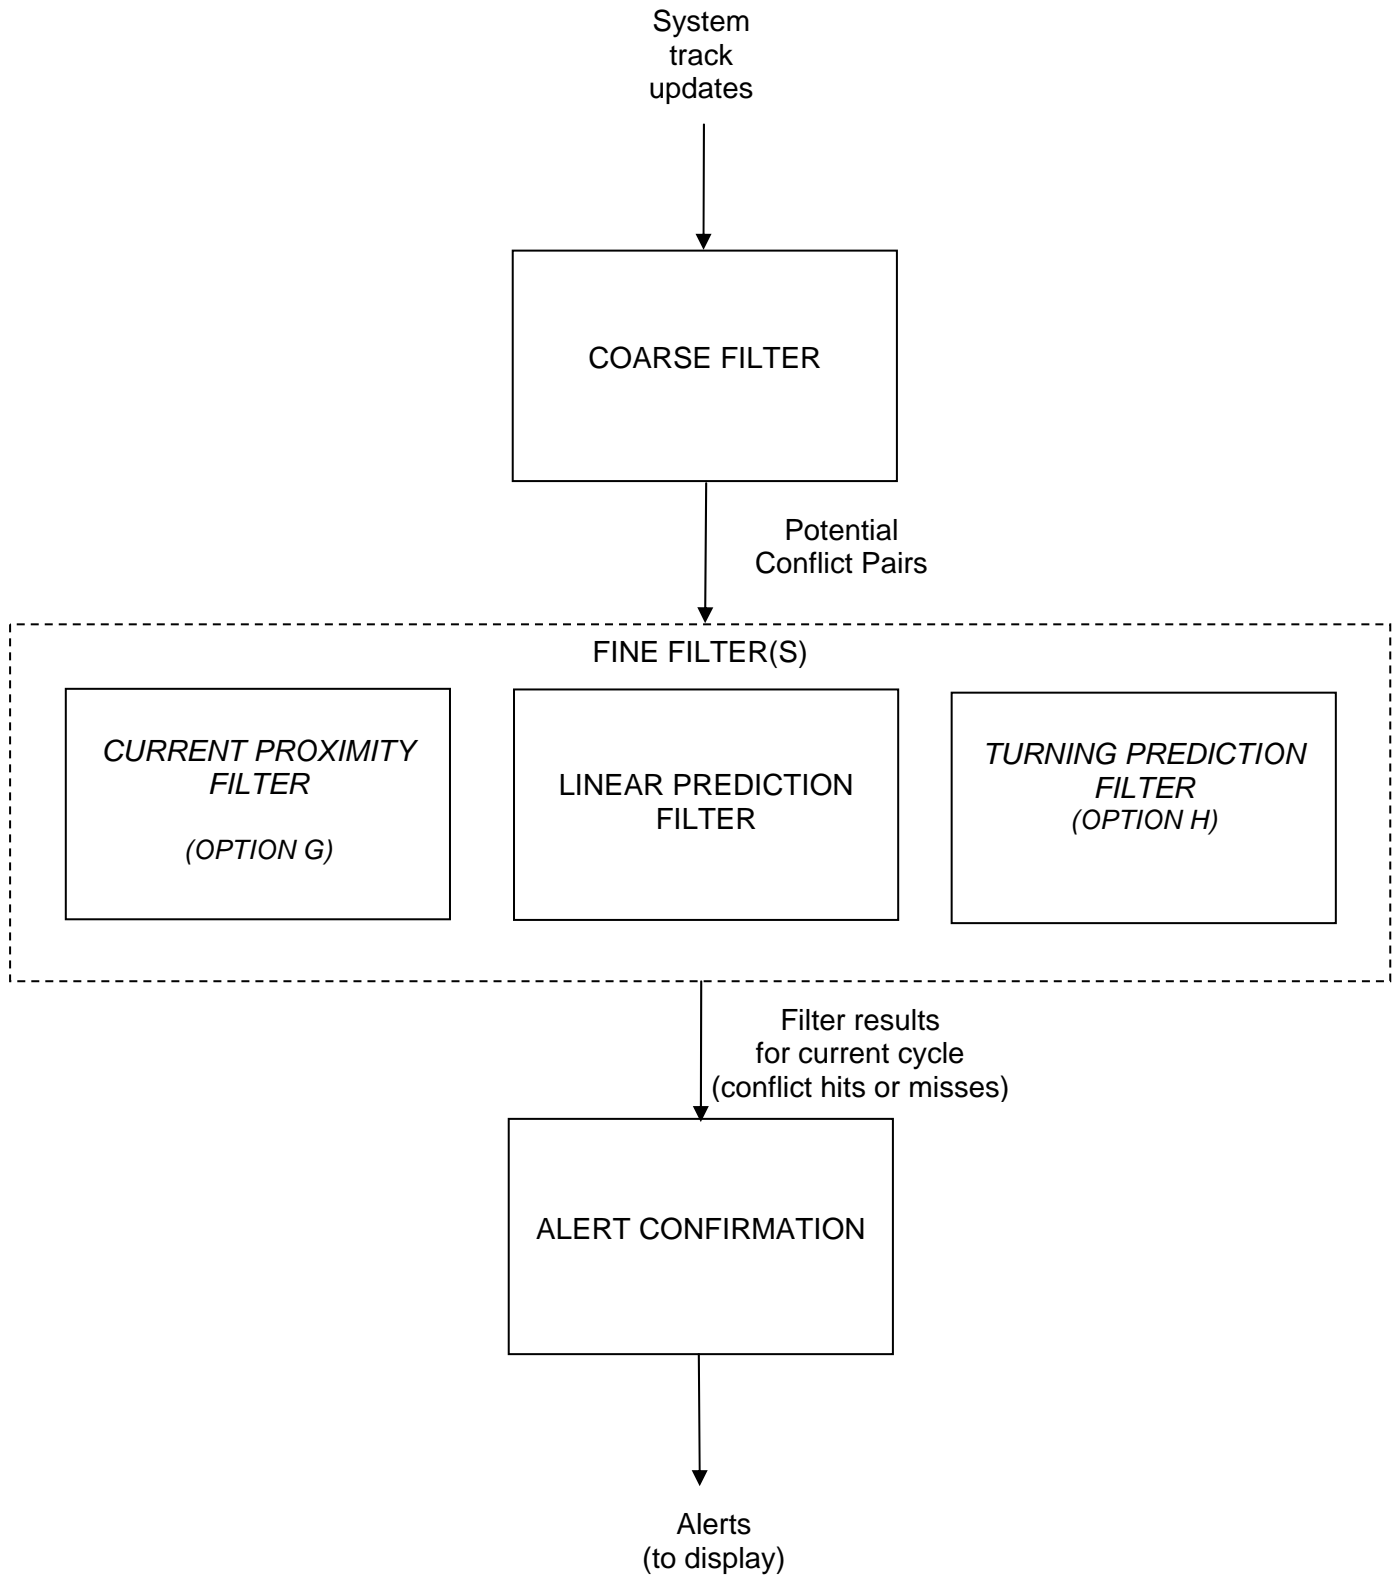 System
track
updates
COARSE FILTER
Potential
Conflict Pairs
FINE FILTER(S)
CURRENT PROXIMITY
FILTER
(OPTION G)
LINEAR PREDICTION
FILTER
TURNING PREDICTION
FILTER
(OPTION H)
Filter results
for current cycle
(conflict hits or misses)
ALERT CONFIRMATION
Alerts
(to display)